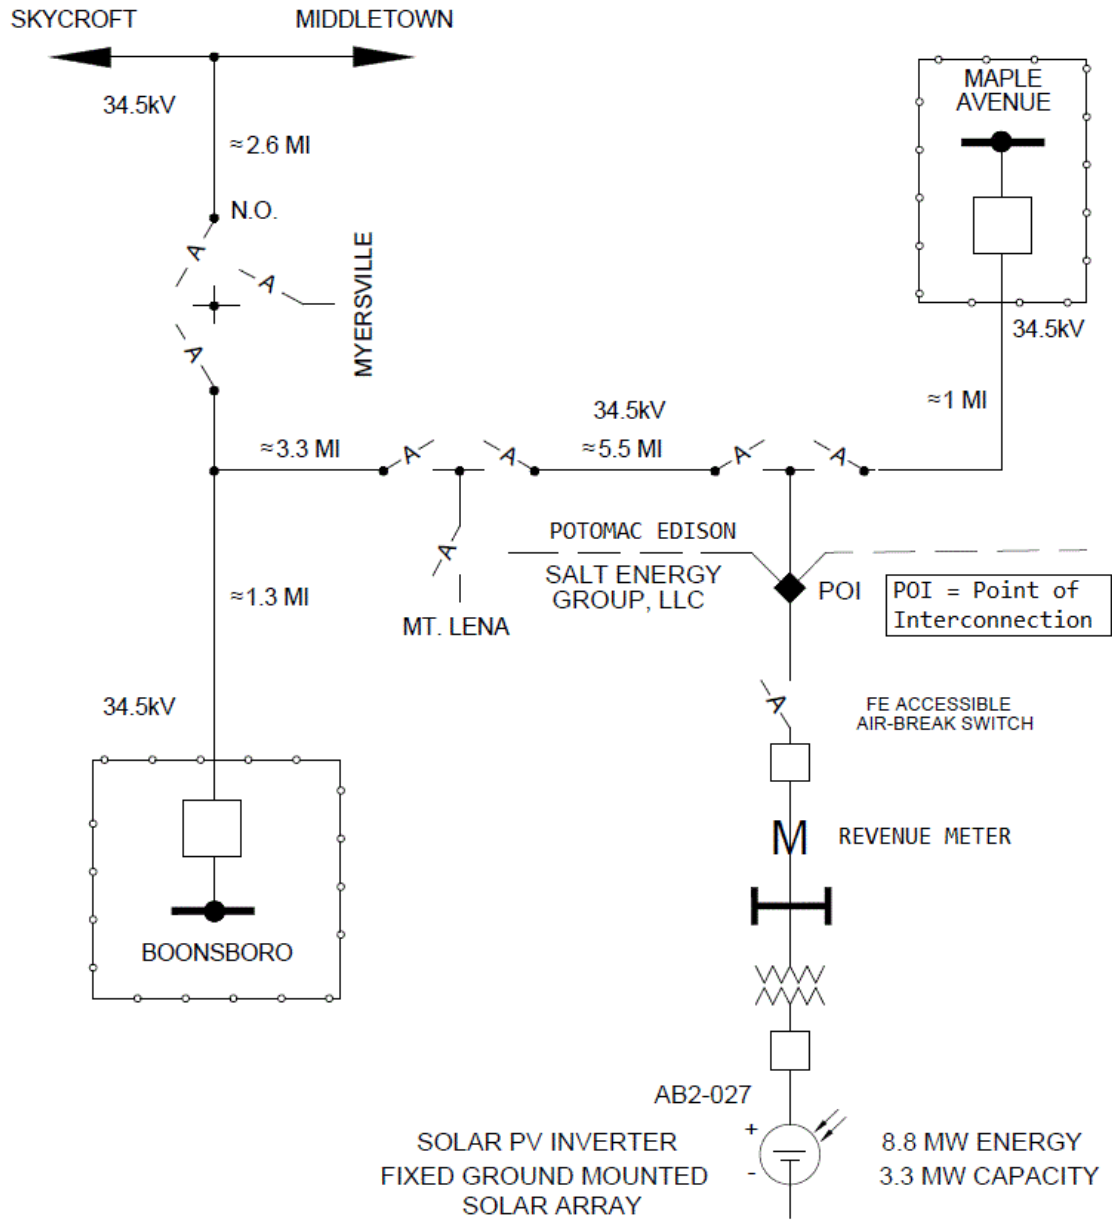 SKYCROFT
MIDDLETOWN
34.5kV
≈2.6 MI
N.O.
A
A
MYERSVILLE
A
MAPLE
AVENUE
34.5kV
≈1 MI
34.5kV
≈3.3 MI
A
A
≈5.5 MI
A
A
A
MT. LENA
POTOMAC EDISON
SALT ENERGY
GROUP, LLC
POI
POI = Point of
Interconnection
≈1.3 MI
34.5kV
BOONSBORO
A
FE ACCESSIBLE
AIR-BREAK SWITCH
M
REVENUE METER
AB2-027
+
-
SOLAR PV INVERTER
FIXED GROUND MOUNTED
SOLAR ARRAY
8.8 MW ENERGY
3.3 MW CAPACITY